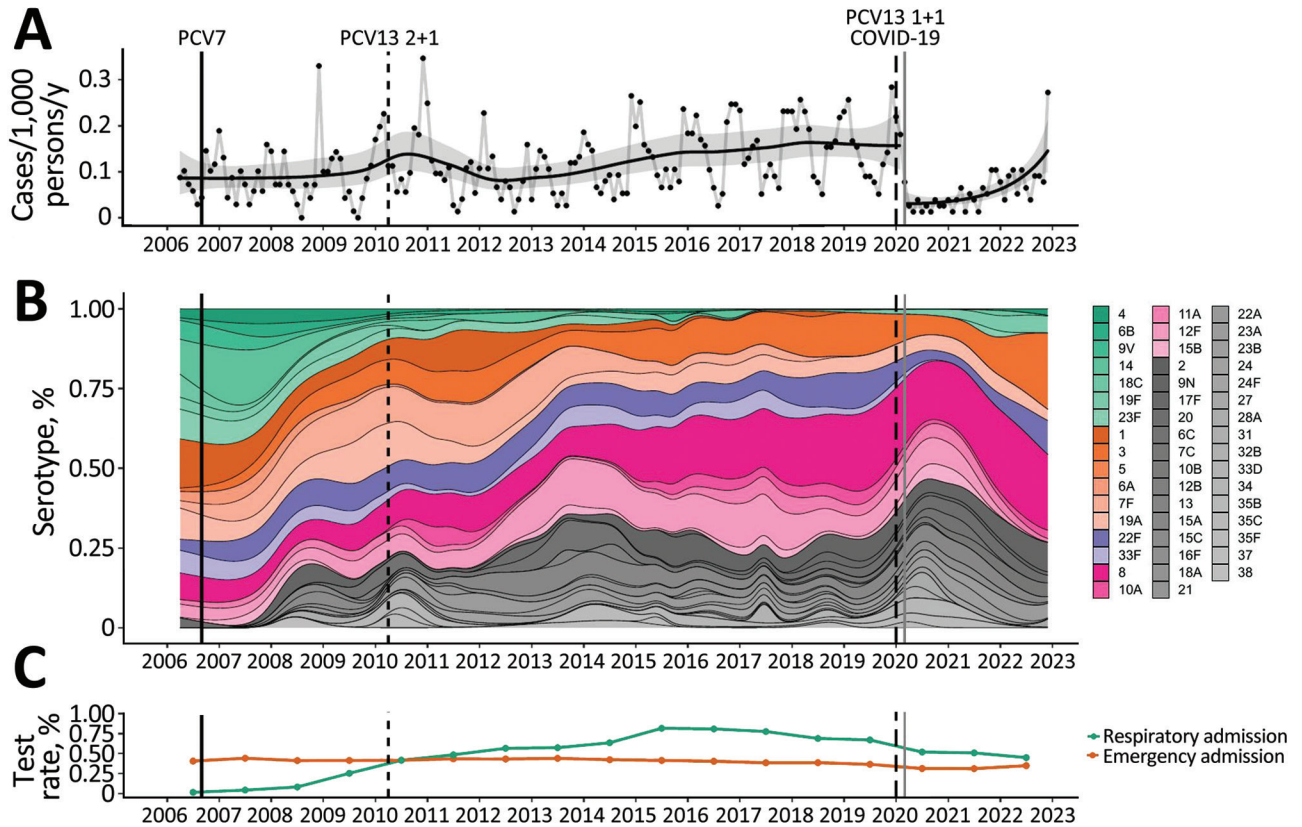 A
PCV7
PCV13 2+1
PCV13 1+1
COVID-19
Cases/1,000
persons/y
0.3
0.2
0.1
0
2006 2007 2008 2009 2010 2011 2012 2013 2014 2015 2016 2017 2018 2019 2020 2021 2022 2023
B
Serotype, %
1.00
0.75
0.50
0.25
0
2006 2007 2008 2009 2010 2011 2012 2013 2014 2015 2016 2017 2018 2019 2020 2021 2022 2023
4
6B
9V
14
18C
19F
23F
1
3
5
6A
7F
19A
22F
33F
8
10A
11A
12F
15B
2
9N
17F
20
6C
7C
10B
12B
13
15A
15C
16F
18A
21
22A
23A
23B
24
24F
27
28A
31
32B
33D
34
35B
35C
35F
37
38
C
Test
rate, %
1.00
0.75
0.50
0.25
0
2006 2007 2008 2009 2010 2011 2012 2013 2014 2015 2016 2017 2018 2019 2020 2021 2022 2023
Respiratory admission
Emergency admission